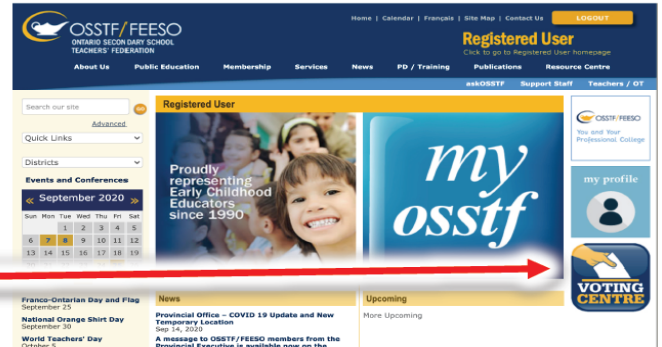 Home | Calendar | Français | Site Map | Contact Us
LOGOUT
OSSTF/FEESO
ONTARIO SECONDARY SCHOOL
TEACHERS' FEDERATION
Registered User
Click to go to Registered User homepage
About Us Public Education Membership Services News PD / Training Publications Resource Centre
askOSSTF Support Staff Teachers / OT
Search our site
GO
Advanced
Quick Links
Districts
Events and Conferences
« September 2020 »
Sun Mon Tue Wed Thu Fri Sat
1 2 3 4 5
6 7 8 9 10 11 12
13 14 15 16 17 18 19
Franco-Ontarian Day and Flag
September 25
National Orange Shirt Day
September 30
World Teachers' Day
October 5
Registered User
Proudly
representing
Early Childhood
Educators
since 1990
my
osstf
News
Provincial Office – COVID 19 Update and New
Temporary Location
Sep 14, 2020
A message to OSSTF/FEESO members from the
Provincial Executive is available now on the
Upcoming
More Upcoming
OSSTF/FEESO
You and Your
Professional College
my profile
VOTING
CENTRE